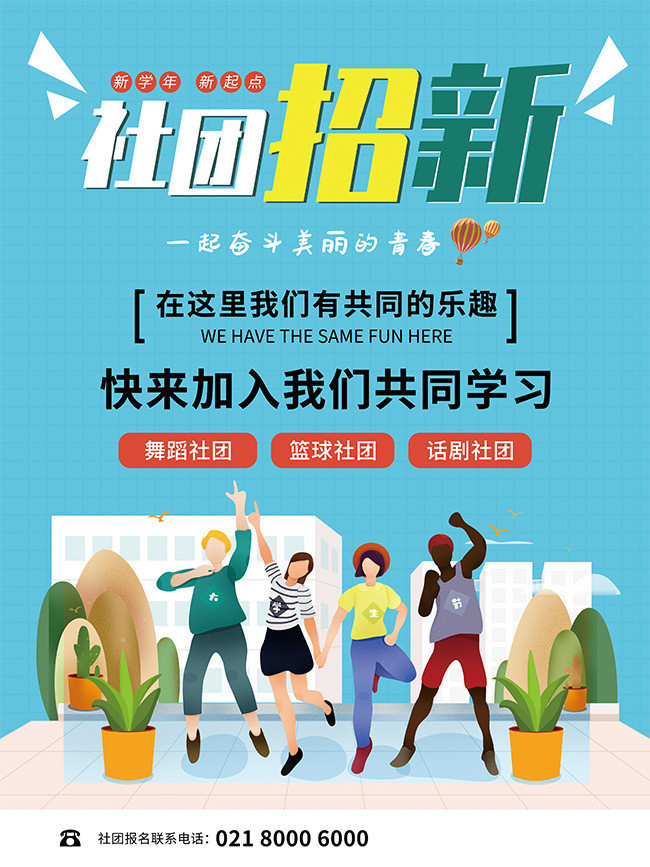 新学年 新起点
社团招新
一起奋斗美丽的青春
在这里我们有共同的乐趣
WE HAVE THE SAME FUN HERE
快来加入我们共同学习
舞蹈社团 篮球社团 话剧社团
大 学 生 节
社团报名联系电话：021 8000 6000